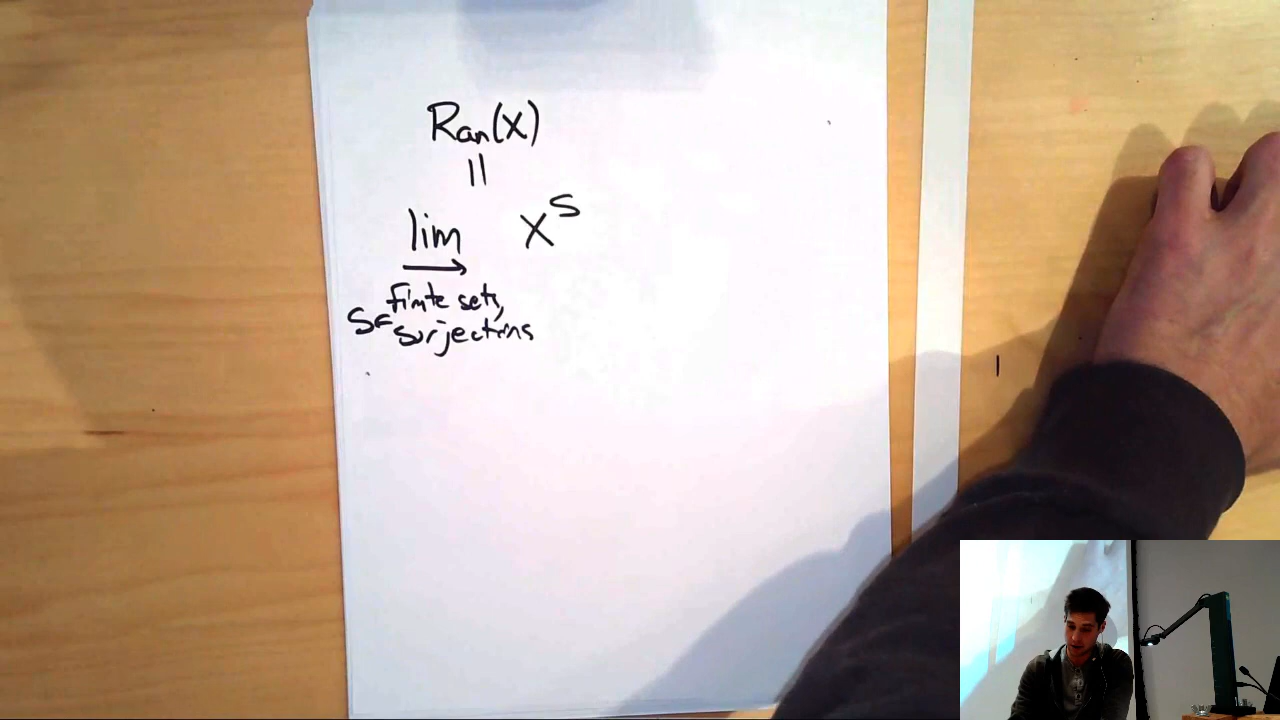 Ran(X)
||
lim X^S
→
S∈ finite sets,
surjections